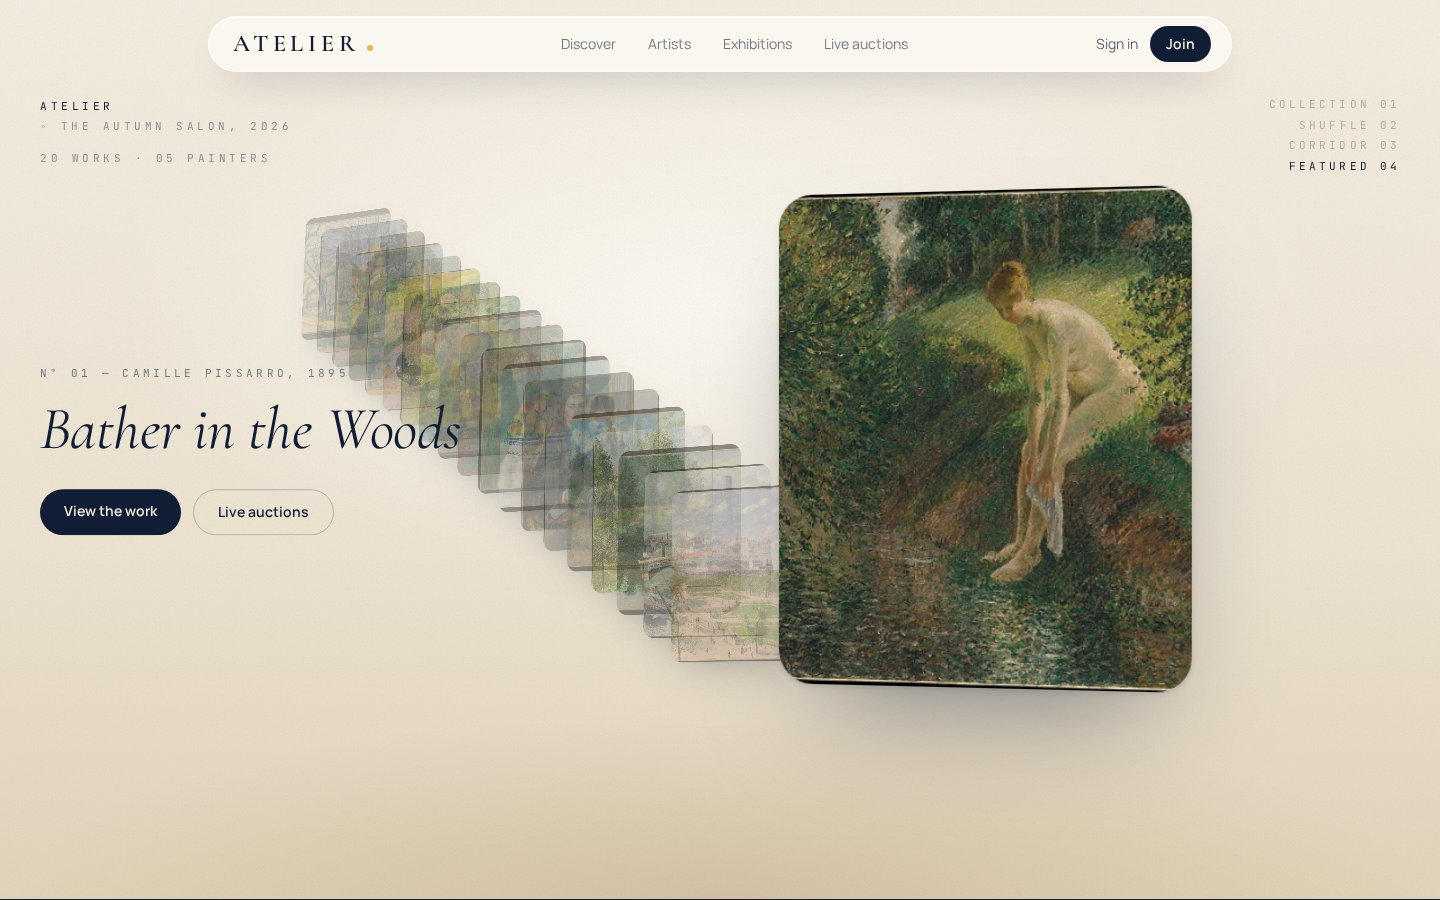 ATELIER
Discover
Artists
Exhibitions
Live auctions
Sign in
Join
ATELIER
◦ THE AUTUMN SALON, 2026
20 WORKS · 05 PAINTERS
COLLECTION 01
SHUFFLE 02
CORRIDOR 03
FEATURED 04
N° 01 — CAMILLE PISSARRO, 1895
Bather in the Woods
View the work
Live auctions